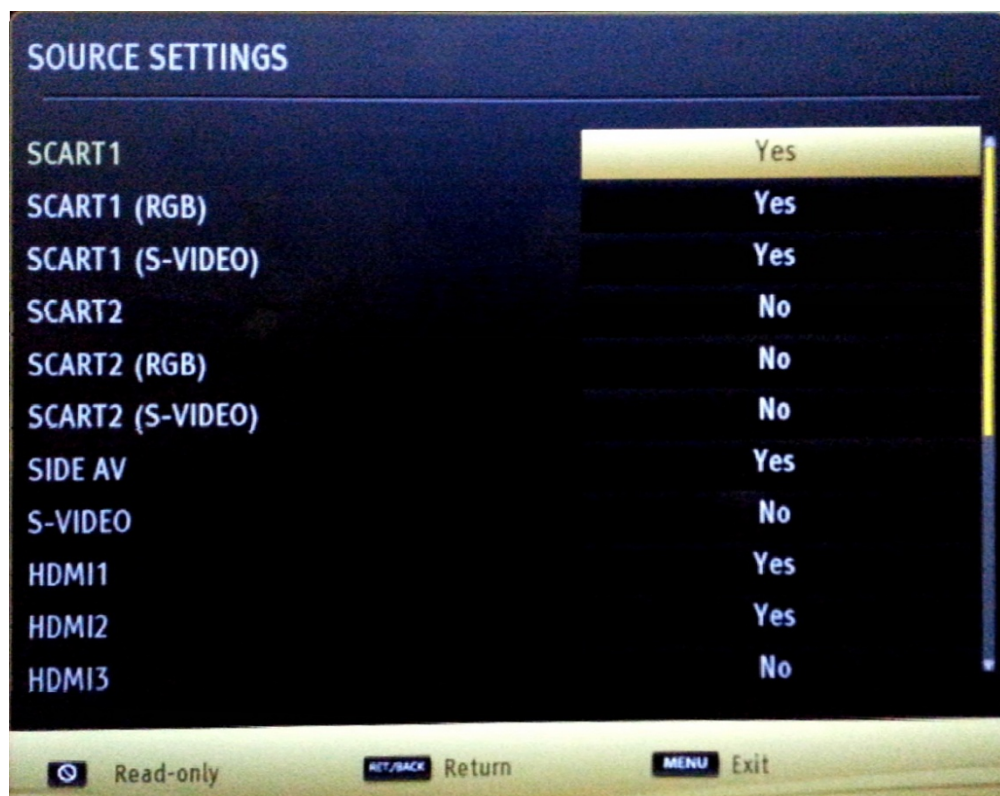 SOURCE SETTINGS
SCART1 Yes
SCART1 (RGB) Yes
SCART1 (S-VIDEO) Yes
SCART2 No
SCART2 (RGB) No
SCART2 (S-VIDEO) No
SIDE AV Yes
S-VIDEO No
HDMI1 Yes
HDMI2 Yes
HDMI3 No
Read-only RET/BACK Return MENU Exit